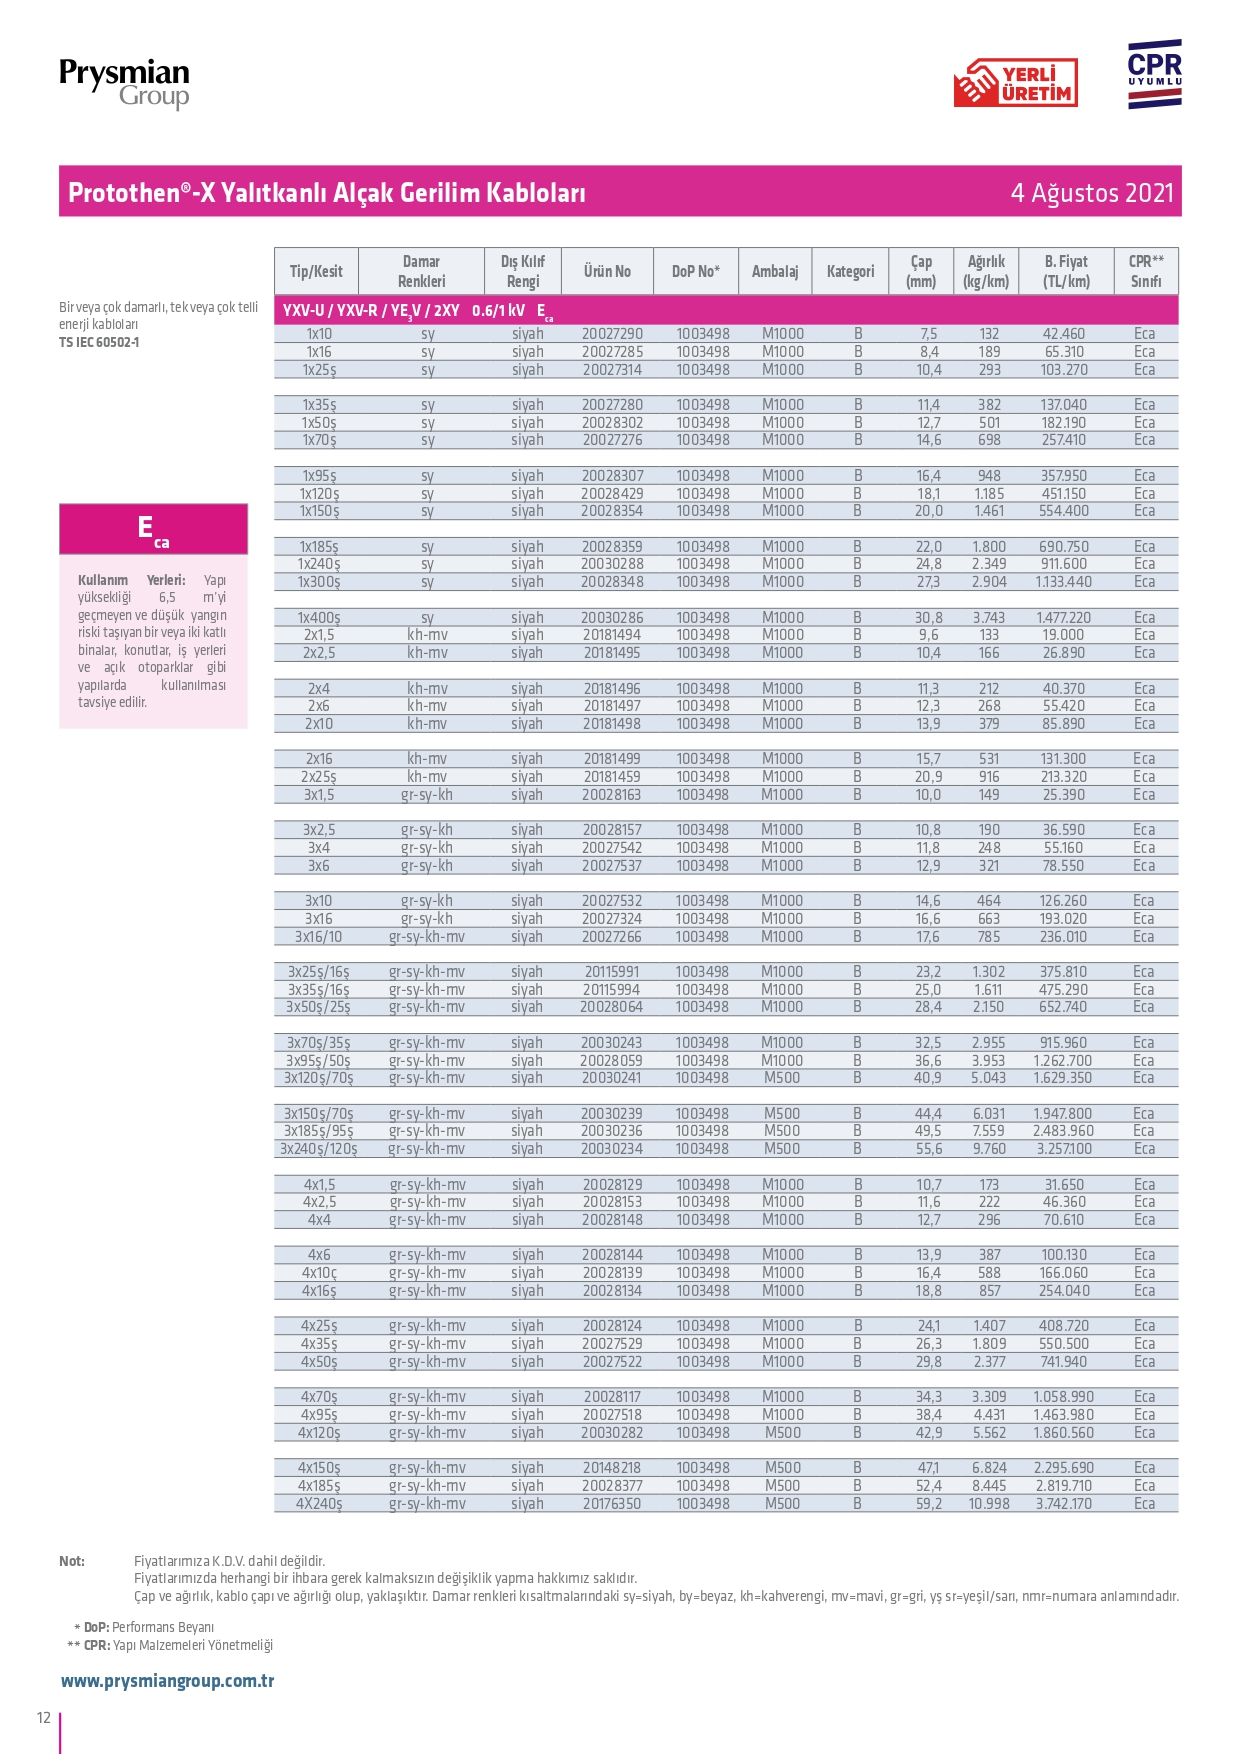 Prysmian
Group
YERLİ
ÜRETİM
CPR
UYUMLU
Protothen®-X Yalıtkanlı Alçak Gerilim Kabloları 4 Ağustos 2021
Bir veya çok damarlı, tek veya çok telli
enerji kabloları
TS IEC 60502-1
E ca
Kullanım Yerleri: Yapı
yüksekliği 6,5 m'yi
geçmeyen ve düşük yangın
riski taşıyan bir veya iki katlı
binalar, konutlar, iş yerleri
ve açık otoparklar gibi
yapılarda kullanılması
tavsiye edilir.
Tip/Kesit Damar Renkleri Dış Kılıf Rengi Ürün No DoP No* Ambalaj Kategori Çap (mm) Ağırlık (kg/km) B. Fiyat (TL/km) CPR** Sınıfı
YXV-U / YXV-R / YE3V / 2XY 0.6/1 kV Eca
1x10 sy siyah 20027290 1003498 M1000 B 7,5 132 42.460 Eca
1x16 sy siyah 20027285 1003498 M1000 B 8,4 189 65.310 Eca
1x25ş sy siyah 20027314 1003498 M1000 B 10,4 293 103.270 Eca
1x35ş sy siyah 20027280 1003498 M1000 B 11,4 382 137.040 Eca
1x50ş sy siyah 20028302 1003498 M1000 B 12,7 501 182.190 Eca
1x70ş sy siyah 20027276 1003498 M1000 B 14,6 698 257.410 Eca
1x95ş sy siyah 20028307 1003498 M1000 B 16,4 948 357.950 Eca
1x120ş sy siyah 20028429 1003498 M1000 B 18,1 1.185 451.150 Eca
1x150ş sy siyah 20028354 1003498 M1000 B 20,0 1.461 554.400 Eca
1x185ş sy siyah 20028359 1003498 M1000 B 22,0 1.800 690.750 Eca
1x240ş sy siyah 20030288 1003498 M1000 B 24,8 2.349 911.600 Eca
1x300ş sy siyah 20028348 1003498 M1000 B 27,3 2.904 1.133.440 Eca
1x400ş sy siyah 20030286 1003498 M1000 B 30,8 3.743 1.477.220 Eca
2x1,5 kh-mv siyah 20181494 1003498 M1000 B 9,6 133 19.000 Eca
2x2,5 kh-mv siyah 20181495 1003498 M1000 B 10,4 166 26.890 Eca
2x4 kh-mv siyah 20181496 1003498 M1000 B 11,3 212 40.370 Eca
2x6 kh-mv siyah 20181497 1003498 M1000 B 12,3 268 55.420 Eca
2x10 kh-mv siyah 20181498 1003498 M1000 B 13,9 379 85.890 Eca
2x16 kh-mv siyah 20181499 1003498 M1000 B 15,7 531 131.300 Eca
2x25ş kh-mv siyah 20181459 1003498 M1000 B 20,9 916 213.320 Eca
3x1,5 gr-sy-kh siyah 20028163 1003498 M1000 B 10,0 149 25.390 Eca
3x2,5 gr-sy-kh siyah 20028157 1003498 M1000 B 10,8 190 36.590 Eca
3x4 gr-sy-kh siyah 20027542 1003498 M1000 B 11,8 248 55.160 Eca
3x6 gr-sy-kh siyah 20027537 1003498 M1000 B 12,9 321 78.550 Eca
3x10 gr-sy-kh siyah 20027532 1003498 M1000 B 14,6 464 126.260 Eca
3x16 gr-sy-kh siyah 20027324 1003498 M1000 B 16,6 663 193.020 Eca
3x16/10 gr-sy-kh-mv siyah 20027266 1003498 M1000 B 17,6 785 236.010 Eca
3x25ş/16ş gr-sy-kh-mv siyah 20115991 1003498 M1000 B 23,2 1.302 375.810 Eca
3x35ş/16ş gr-sy-kh-mv siyah 20115994 1003498 M1000 B 25,0 1.611 475.290 Eca
3x50ş/25ş gr-sy-kh-mv siyah 20028064 1003498 M1000 B 28,4 2.150 652.740 Eca
3x70ş/35ş gr-sy-kh-mv siyah 20030243 1003498 M1000 B 32,5 2.955 915.960 Eca
3x95ş/50ş gr-sy-kh-mv siyah 20028059 1003498 M1000 B 36,6 3.953 1.262.700 Eca
3x120ş/70ş gr-sy-kh-mv siyah 20030241 1003498 M500 B 40,9 5.043 1.629.350 Eca
3x150ş/70ş gr-sy-kh-mv siyah 20030239 1003498 M500 B 44,4 6.031 1.947.800 Eca
3x185ş/95ş gr-sy-kh-mv siyah 20030236 1003498 M500 B 49,5 7.559 2.483.960 Eca
3x240ş/120ş gr-sy-kh-mv siyah 20030234 1003498 M500 B 55,6 9.760 3.257.100 Eca
4x1,5 gr-sy-kh-mv siyah 20028129 1003498 M1000 B 10,7 173 31.650 Eca
4x2,5 gr-sy-kh-mv siyah 20028153 1003498 M1000 B 11,6 222 46.360 Eca
4x4 gr-sy-kh-mv siyah 20028148 1003498 M1000 B 12,7 296 70.610 Eca
4x6 gr-sy-kh-mv siyah 20028144 1003498 M1000 B 13,9 387 100.130 Eca
4x10ç gr-sy-kh-mv siyah 20028139 1003498 M1000 B 16,4 588 166.060 Eca
4x16ş gr-sy-kh-mv siyah 20028134 1003498 M1000 B 18,8 857 254.040 Eca
4x25ş gr-sy-kh-mv siyah 20028124 1003498 M1000 B 24,1 1.407 408.720 Eca
4x35ş gr-sy-kh-mv siyah 20027529 1003498 M1000 B 26,3 1.809 550.500 Eca
4x50ş gr-sy-kh-mv siyah 20027522 1003498 M1000 B 29,8 2.377 741.940 Eca
4x70ş gr-sy-kh-mv siyah 20028117 1003498 M1000 B 34,3 3.309 1.058.990 Eca
4x95ş gr-sy-kh-mv siyah 20027518 1003498 M1000 B 38,4 4.431 1.463.980 Eca
4x120ş gr-sy-kh-mv siyah 20030282 1003498 M500 B 42,9 5.562 1.860.560 Eca
4x150ş gr-sy-kh-mv siyah 20148218 1003498 M500 B 47,1 6.824 2.295.690 Eca
4x185ş gr-sy-kh-mv siyah 20028377 1003498 M500 B 52,4 8.445 2.819.710 Eca
4X240ş gr-sy-kh-mv siyah 20176350 1003498 M500 B 59,2 10.998 3.742.170 Eca
Not: Fiyatlarımıza K.D.V. dahil değildir.
Fiyatlarımızda herhangi bir ihbara gerek kalmaksızın değişiklik yapma hakkımız saklıdır.
Çap ve ağırlık, kablo çapı ve ağırlığı olup, yaklaşıktır. Damar renkleri kısaltmalarındaki sy=siyah, by=beyaz, kh=kahverengi, mv=mavi, gr=gri, yş sr=yeşil/sarı, nmr=numara anlamındadır.
* DoP: Performans Beyanı
** CPR: Yapı Malzemeleri Yönetmeliği
www.prysmiangroup.com.tr
12